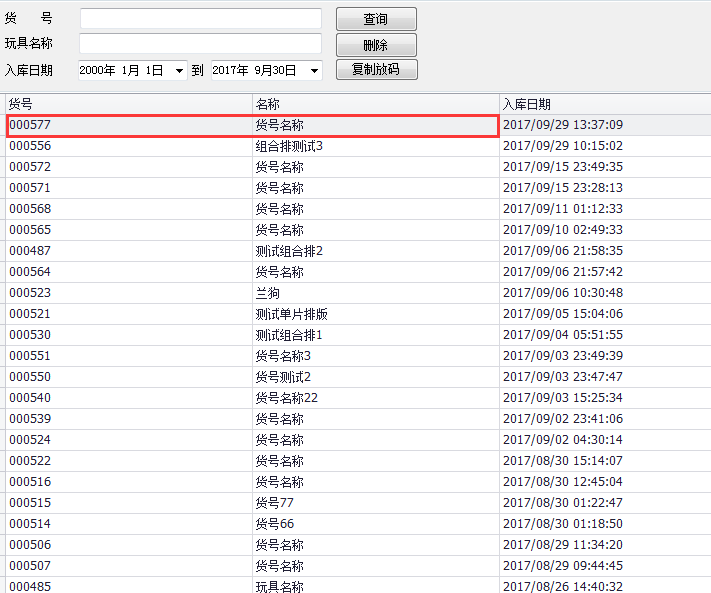 货 号 查询
玩具名称 删除
入库日期 2000年 1月 1日 到 2017年 9月30日 复制放码
货号 名称 入库日期
000577 货号名称 2017/09/29 13:37:09
000556 组合排测试3 2017/09/29 10:15:02
000572 货号名称 2017/09/15 23:49:35
000571 货号名称 2017/09/15 23:28:13
000568 货号名称 2017/09/11 01:12:33
000565 货号名称 2017/09/10 02:49:33
000487 测试组合排2 2017/09/06 21:58:35
000564 货号名称 2017/09/06 21:57:42
000523 兰狗 2017/09/06 10:30:48
000521 测试单片排版 2017/09/05 15:04:06
000530 测试组合排1 2017/09/04 05:51:55
000551 货号名称3 2017/09/03 23:49:39
000550 货号测试2 2017/09/03 23:47:47
000540 货号名称22 2017/09/03 15:25:34
000539 货号名称 2017/09/02 23:41:06
000524 货号名称 2017/09/02 04:30:14
000522 货号名称 2017/08/30 15:14:07
000516 货号名称 2017/08/30 12:45:04
000515 货号77 2017/08/30 01:22:47
000514 货号66 2017/08/30 01:18:50
000506 货号名称 2017/08/29 11:34:20
000507 货号名称 2017/08/29 09:44:45
000485 玩具名称 2017/08/26 14:40:32